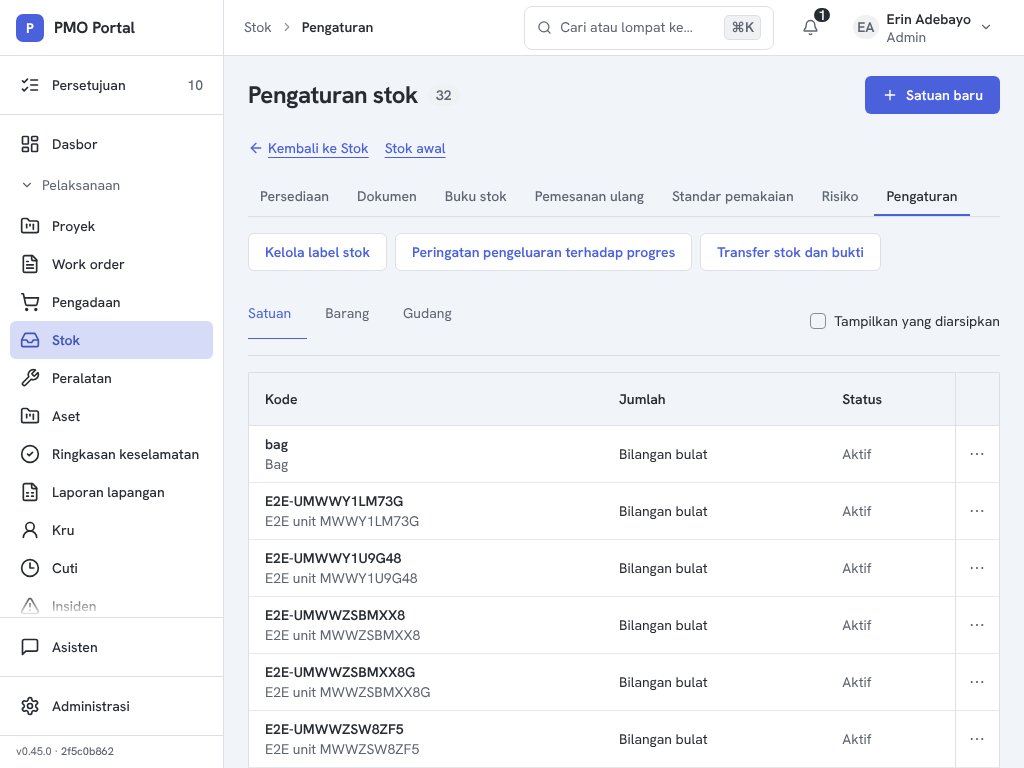 P PMO Portal
Stok > Pengaturan
Cari atau lompat ke... ⌘K
1
EA Erin Adebayo
Admin
Persetujuan 10
Dasbor
Pelaksanaan
Proyek
Work order
Pengadaan
Stok
Peralatan
Aset
Ringkasan keselamatan
Laporan lapangan
Kru
Cuti
Insiden
Asisten
Administrasi
v0.45.0 · 2f5c0b862
Pengaturan stok 32
+ Satuan baru
← Kembali ke Stok Stok awal
Persediaan Dokumen Buku stok Pemesanan ulang Standar pemakaian Risiko Pengaturan
Kelola label stok Peringatan pengeluaran terhadap progres Transfer stok dan bukti
Satuan Barang Gudang
Tampilkan yang diarsipkan
Kode Jumlah Status
bag
Bag
Bilangan bulat Aktif ...
E2E-UMWWY1LM73G
E2E unit MWWY1LM73G
Bilangan bulat Aktif ...
E2E-UMWWY1U9G48
E2E unit MWWY1U9G48
Bilangan bulat Aktif ...
E2E-UMWWZSBMXX8
E2E unit MWWZSBMXX8
Bilangan bulat Aktif ...
E2E-UMWWZSBMXX8G
E2E unit MWWZSBMXX8G
Bilangan bulat Aktif ...
E2E-UMWWZSW8ZF5
E2E unit MWWZSW8ZF5
Bilangan bulat Aktif ...